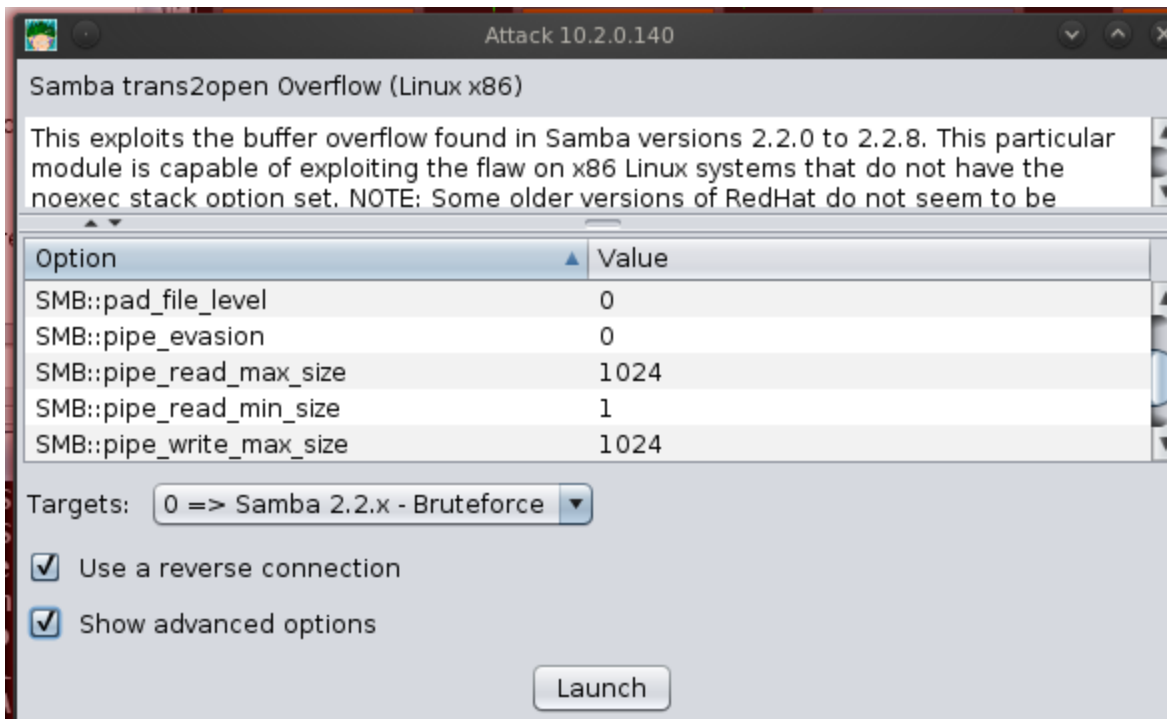 Attack 10.2.0.140
Samba trans2open Overflow (Linux x86)
This exploits the buffer overflow found in Samba versions 2.2.0 to 2.2.8. This particular
module is capable of exploiting the flaw on x86 Linux systems that do not have the
noexec stack option set. NOTE: Some older versions of RedHat do not seem to be
Option Value
SMB::pad_file_level 0
SMB::pipe_evasion 0
SMB::pipe_read_max_size 1024
SMB::pipe_read_min_size 1
SMB::pipe_write_max_size 1024
Targets: 0 => Samba 2.2.x - Bruteforce
Use a reverse connection
Show advanced options
Launch